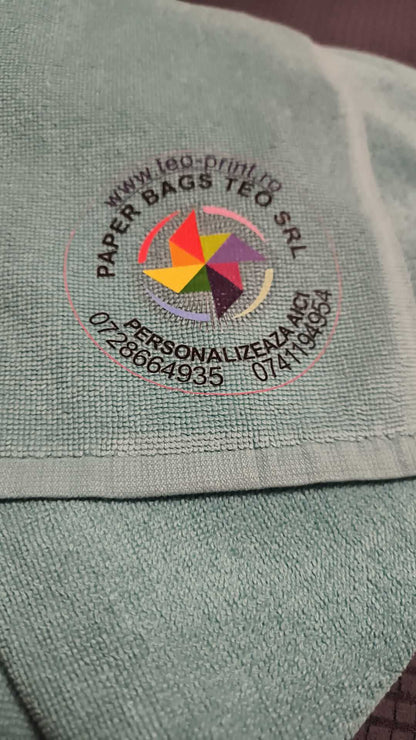 www.teo-print.ro
PAPER BAGS TEO SRL
PERSONALIZEAZA AICI
0728664935
0741194954